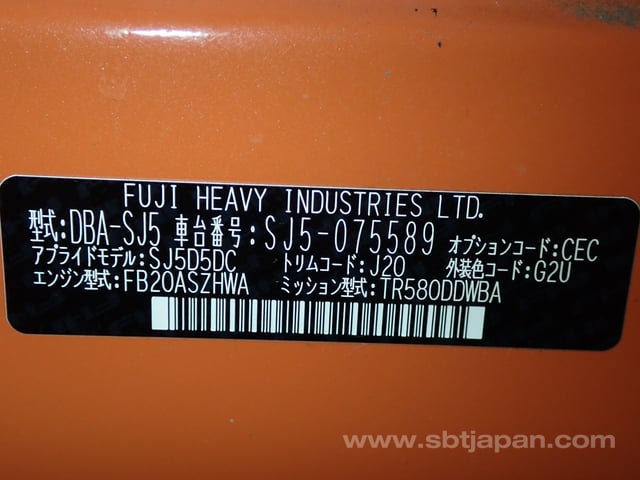 FUJI HEAVY INDUSTRIES LTD.
型式:DBA-SJ5 車台番号:SJ5-075589 オプションコード:CEC
アプライドモデル:SJ5D5DC トリムコード:J20 外装色コード:G2U
エンジン型式:FB20ASZHWA ミッション型式:TR580DDWBA
www.sbtjapan.com